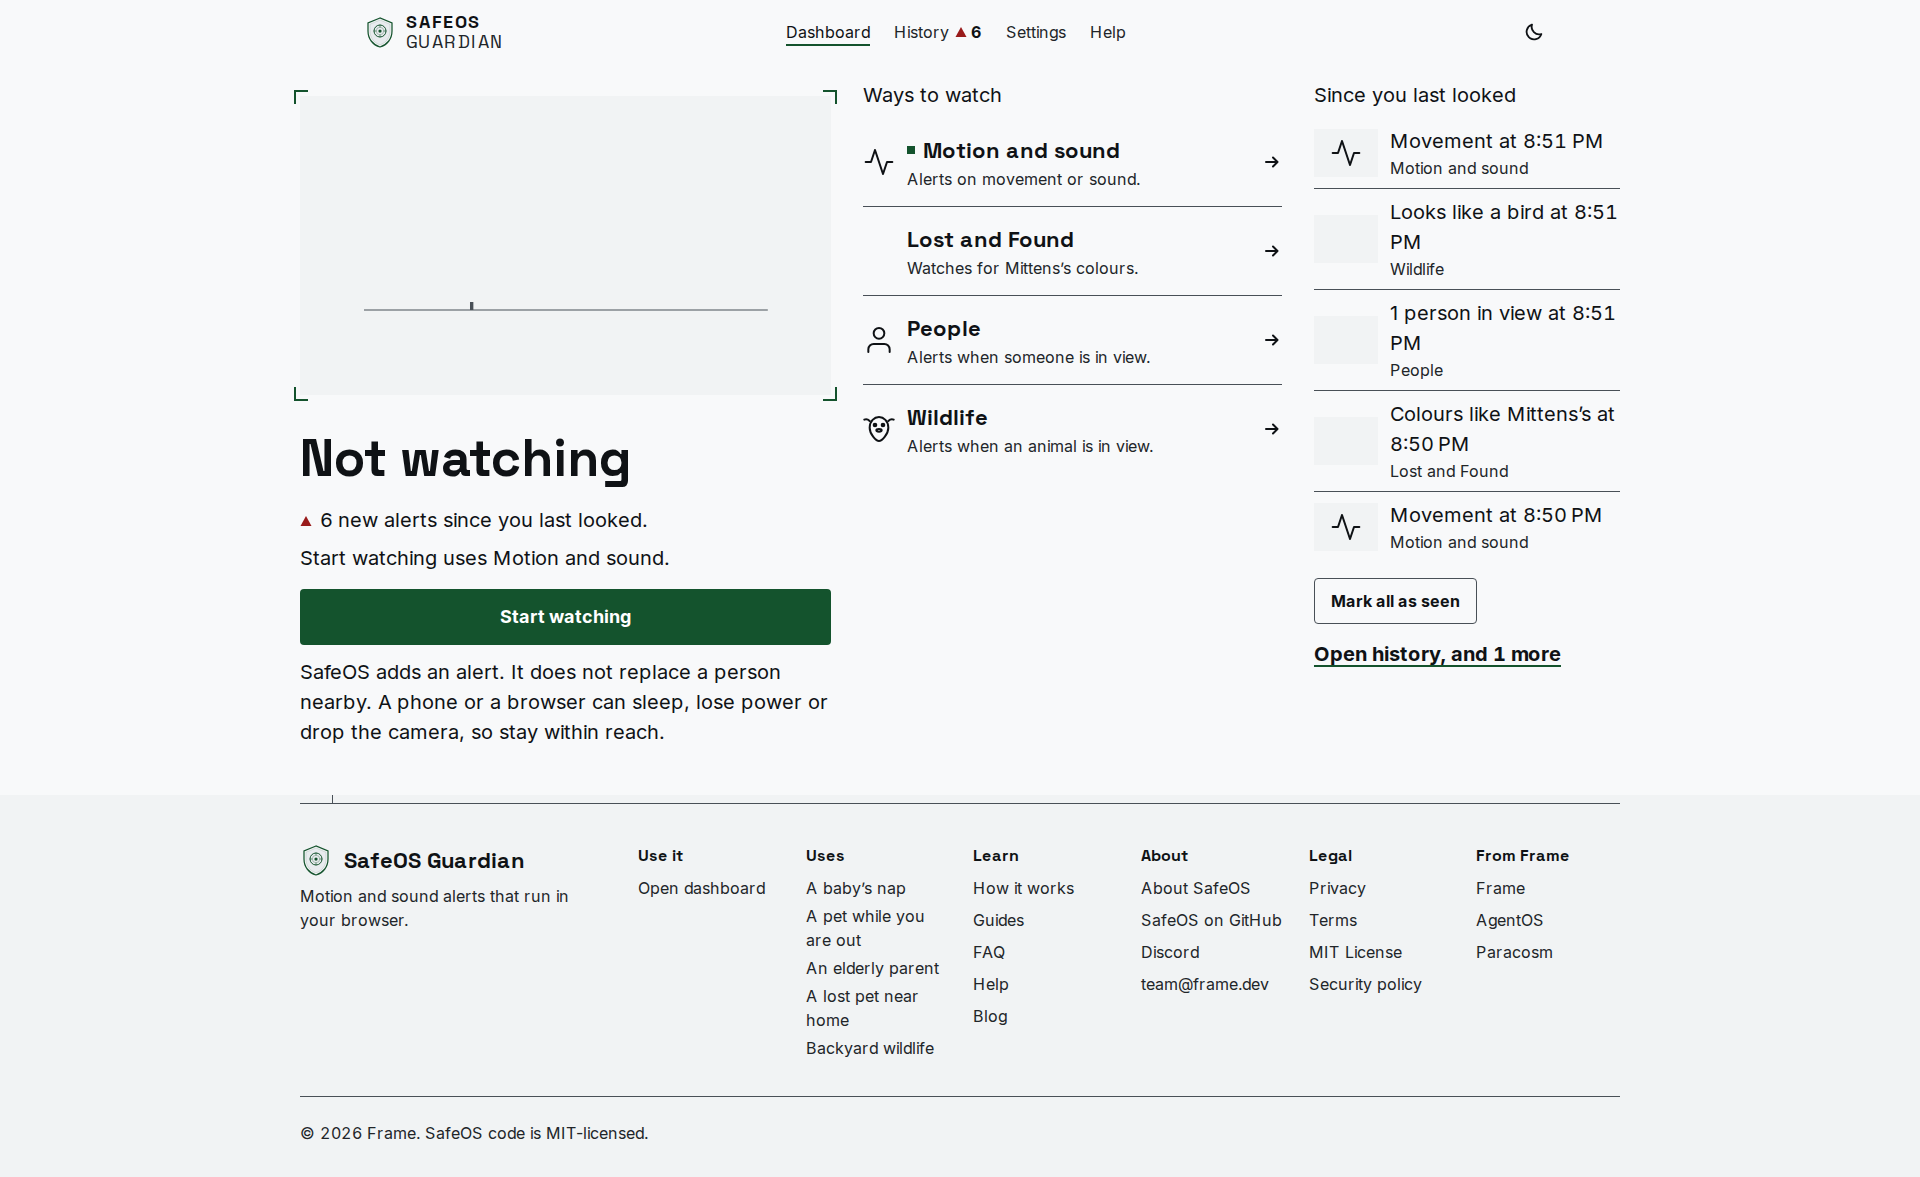 SAFEOS
GUARDIAN
Dashboard
History 6
Settings
Help
Not watching
6 new alerts since you last looked.
Start watching uses Motion and sound.
Start watching
SafeOS adds an alert. It does not replace a person
nearby. A phone or a browser can sleep, lose power or
drop the camera, so stay within reach.
Ways to watch
Motion and sound
Alerts on movement or sound.
Lost and Found
Watches for Mittens’s colours.
People
Alerts when someone is in view.
Wildlife
Alerts when an animal is in view.
Since you last looked
Movement at 8:51 PM
Motion and sound
Looks like a bird at 8:51
PM
Wildlife
1 person in view at 8:51
PM
People
Colours like Mittens’s at
8:50 PM
Lost and Found
Movement at 8:50 PM
Motion and sound
Mark all as seen
Open history, and 1 more
SafeOS Guardian
Motion and sound alerts that run in
your browser.
Use it
Open dashboard
Uses
A baby’s nap
A pet while you
are out
An elderly parent
A lost pet near
home
Backyard wildlife
Learn
How it works
Guides
FAQ
Help
Blog
About
About SafeOS
SafeOS on GitHub
Discord
team@frame.dev
Legal
Privacy
Terms
MIT License
Security policy
From Frame
Frame
AgentOS
Paracosm
© 2026 Frame. SafeOS code is MIT-licensed.